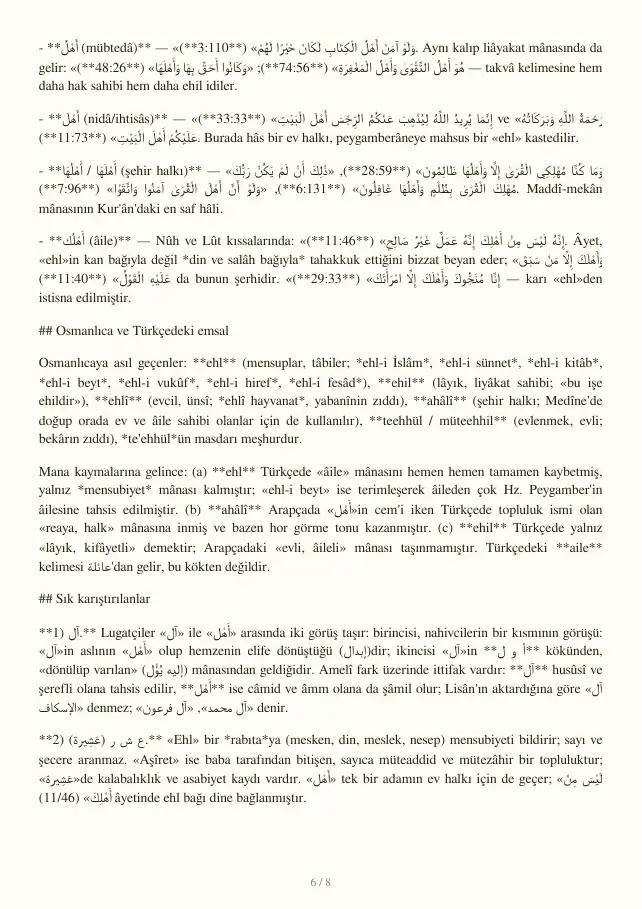 - **أَهْلُ (mübtedâ)** — «وَلَوْ آمَنَ أَهْلُ الْكِتَابِ لَكَانَ خَيْرًا لَهُمْ» (**3:110**). Aynı kalıp liâyakat mânasında da
gelir: «وَكَانُوا أَحَقَّ بِهَا وَأَهْلَهَا» (**48:26**); «هُوَ أَهْلُ التَّقْوَىٰ وَأَهْلُ الْمَغْفِرَةِ» (**74:56**) — takvâ kelimesine hem
daha hak sahibi hem daha ehil idiler.
- **أَهْلَ (nidâ/ihtisâs)** — «إِنَّمَا يُرِيدُ اللَّهُ لِيُذْهِبَ عَنْكُمُ الرِّجْسَ أَهْلَ الْبَيْتِ» (**33:33**) ve «رَحْمَةُ اللَّهِ وَبَرَكَاتُهُ
عَلَيْكُمْ أَهْلَ الْبَيْتِ» (**11:73**). Burada hâs bir ev halkı, peygamberâneye mahsus bir «ehl» kastedilir.
- **أَهْلَهَا / أَهْلُهَا (şehir halkı)** — «وَمَا كُنَّا مُهْلِكِي الْقُرَىٰ إِلَّا وَأَهْلُهَا ظَالِمُونَ» (**28:59**), «ذَٰلِكَ أَنْ لَمْ يَكُنْ رَبُّكَ
مُهْلِكَ الْقُرَىٰ بِظُلْمٍ وَأَهْلُهَا غَافِلُونَ» (**6:131**), «وَلَوْ أَنَّ أَهْلَ الْقُرَىٰ آمَنُوا وَاتَّقَوْا» (**7:96**). Maddî-mekân
mânasının Kur'ân'daki en saf hâli.
- **أَهْلك (âile)** — Nûh ve Lût kıssalarında: «إِنَّهُ لَيْسَ مِنْ أَهْلِكَ إِنَّهُ عَمَلٌ غَيْرُ صَالِحٍ» (**11:46**). Âyet,
«ehl»in kan bağıyla değil *din ve salâh bağıyla* tahakkuk ettiğini bizzat beyan eder; «وَأَهْلَكَ إِلَّا مَنْ سَبَقَ
عَلَيْهِ الْقَوْلُ» (**11:40**) da bunun şerhidir. «إِنَّا مُنَجُّوكَ وَأَهْلَكَ إِلَّا امْرَأَتَكَ» (**29:33**) — karı «ehl»den
istisna edilmiştir.
## Osmanlıca ve Türkçedeki emsal
Osmanlıcaya asıl geçenler: **ehl** (mensuplar, tâbiler; *ehl-i İslâm*, *ehl-i sünnet*, *ehl-i kitâb*,
*ehl-i beyt*, *ehl-i vukûf*, *ehl-i hiref*, *ehl-i fesâd*), **ehil** (lâyık, liyâkat sahibi; «bu işe
ehildir»), **ehlî** (evcil, ünsî; *ehlî hayvanat*, yabanînin zıddı), **ahâlî** (şehir halkı; Medîne'de
doğup orada ev ve âile sahibi olanlar için de kullanılır), **teehhül / müteehhil** (evlenmek, evli;
bekârın zıddı), *te'ehhül*ün masdarı meşhurdur.
Mana kaymalarına gelince: (a) **ehl** Türkçede «âile» mânasını hemen hemen tamamen kaybetmiş,
yalnız *mensubiyet* mânası kalmıştır; «ehl-i beyt» ise terimleşerek âileden çok Hz. Peygamber'in
âilesine tahsis edilmiştir. (b) **ahâlî** Arapçada «أَهْل»in cem'i iken Türkçede topluluk ismi olan
«reaya, halk» mânasına inmiş ve bazen hor görme tonu kazanmıştır. (c) **ehil** Türkçede yalnız
«lâyık, kifâyetli» demektir; Arapçadaki «evli, âileli» mânası taşınmamıştır. Türkçedeki **aile**
kelimesi عائلة'dan gelir, bu kökten değildir.
## Sık karıştırılanlar
**1) آل.** Lugatçiler «آل» ile «أَهْل» arasında iki görüş taşır: birincisi, nahivcilerin bir kısmının görüşü:
«آل»in aslının «أَهْل» olup hemzenin elife dönüştüğü (إبدال)dir; ikincisi «آل»in **أ و ل** kökünden,
«dönülüp varılan» (إليه يُؤَل) mânasından geldiğidir. Amelî fark üzerinde ittifak vardır: **آل** husûsî ve
şerefli olana tahsis edilir, **أَهْل** ise câmid ve âmm olana da şâmil olur; Lisân'ın aktardığına göre «آل
الإسكاف» denmez; «آل محمد», «آل فرعون» denir.
**2) ع ش ر (عَشِيرة).** «Ehl» bir *rabıta*ya (mesken, din, meslek, nesep) mensubiyeti bildirir; sayı ve
şecere aranmaz. «Aşîret» ise baba tarafından bitişen, sayıca müteaddid ve mütezâhir bir topluluktur;
«عَشِيرة»de kalabalıklık ve asabiyet kaydı vardır. «أَهْل» tek bir adamın ev halkı için de geçer; «لَيْسَ مِنْ
أَهْلِكَ» (11/46) âyetinde ehl bağı dine bağlanmıştır.
6 / 8